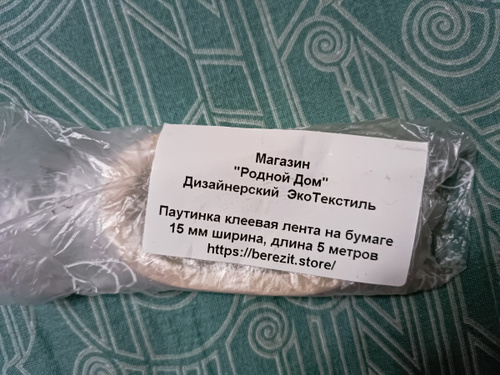 Магазин
"Родной Дом"
Дизайнерский ЭкоТекстиль
Паутинка клеевая лента на бумаге
15 мм ширина, длина 5 метров
https://berezit.store/